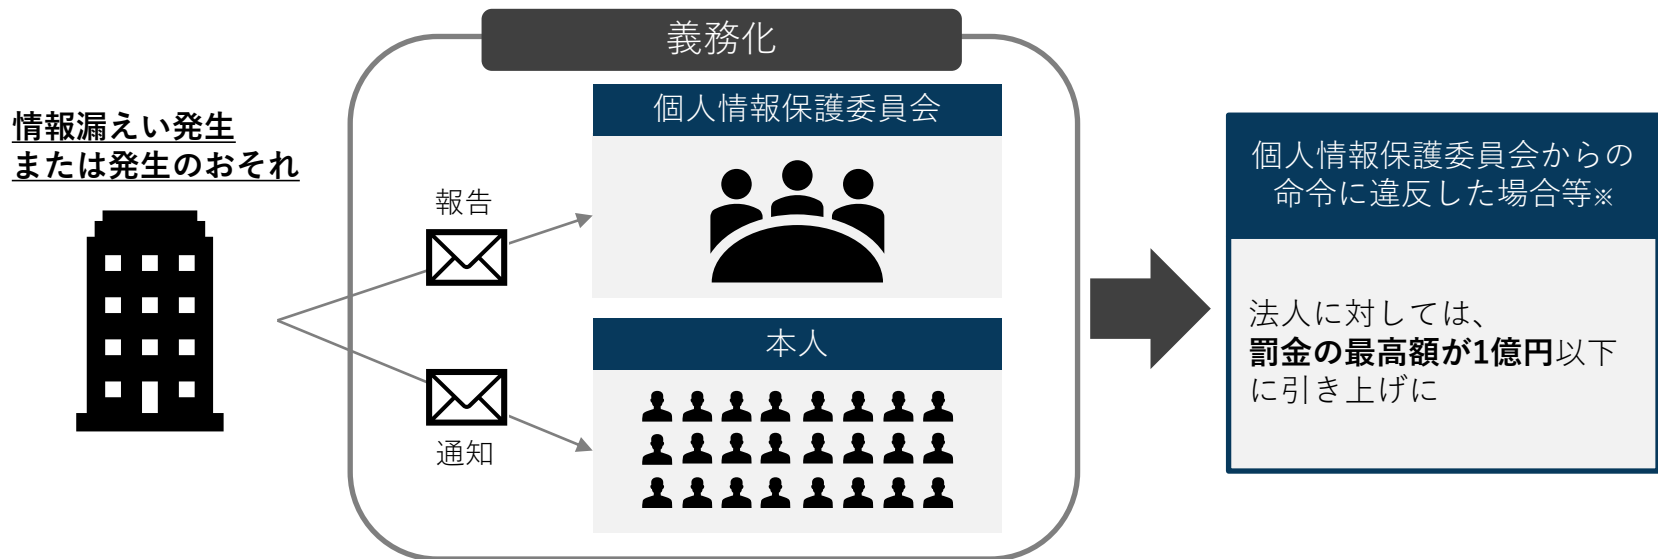 義務化
情報漏えい発生
または発生のおそれ
報告
通知
個人情報保護委員会
本人
個人情報保護委員会からの
命令に違反した場合等※
法人に対しては、
罰金の最高額が1億円以下
に引き上げに